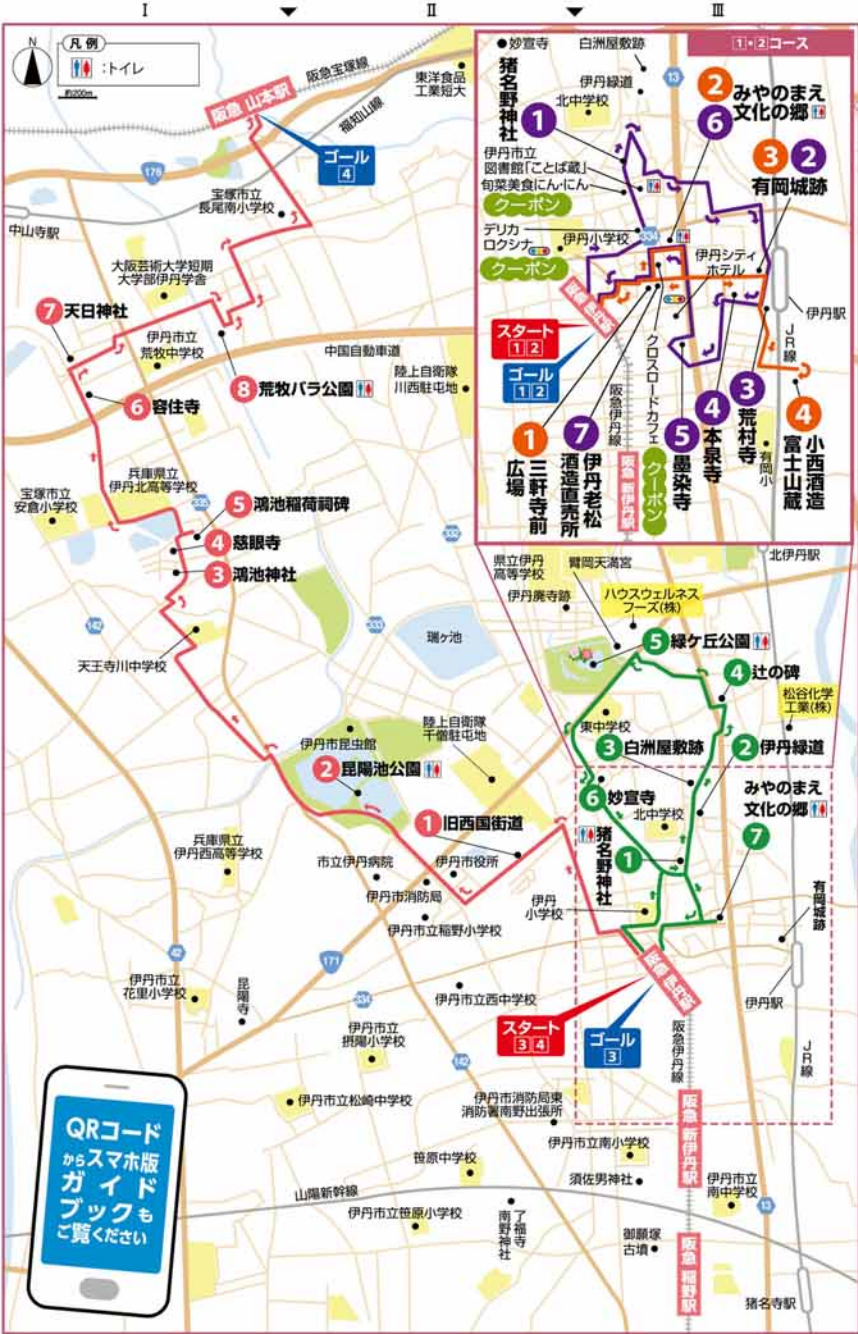 I
II
III
N
凡例
:トイレ
約200m
阪急宝塚線
東洋食品
工業短大
阪急 山本駅
福知山線
176
ゴール
4
宝塚市立
長尾南小学校
中山寺駅
大阪芸術大学短期
大学部伊丹学舎
7 天日神社
伊丹市立
荒牧中学校
中国自動車道
陸上自衛隊
川西駐屯地
8 荒牧バラ公園
6 容住寺
兵庫県立
伊丹北高等学校
宝塚市立
安倉小学校
335
5 鴻池稲荷祠碑
4 慈眼寺
3 鴻池神社
332
142
333
瑞ヶ池
天王寺川中学校
1・2コース
妙宣寺
白洲屋敷跡
13
伊丹緑道
北中学校
猪名野神社
1
2
みやのまえ
文化の郷
6
3 2
有岡城跡
伊丹市立
図書館「ことば蔵」
旬菜美食にん・にん
クーポン
デリカ
ロクシナ
クーポン
334
伊丹小学校
伊丹シティ
ホテル
阪急 伊丹駅
伊丹駅
JR線
スタート
1 2
ゴール
1 2
阪急伊丹線
阪急 新伊丹駅
クロスロードカフェ
クーポン
1
三軒寺前
広場
7
伊丹老松
酒造直売所
5
墨染寺
4
本泉寺
3
荒村寺
有岡小
4
小西酒造
富士山蔵
北伊丹駅
県立伊丹
高等学校
臂岡天満宮
伊丹廃寺跡
ハウスウェルネス
フーズ(株)
5 緑ケ丘公園
4 辻の碑
松谷化学
工業(株)
東中学校
3 白洲屋敷跡
2 伊丹緑道
伊丹市昆虫館
陸上自衛隊
千僧駐屯地
2 昆陽池公園
6 妙宣寺
みやのまえ
文化の郷
北中学校
7
猪名野神社
1
1 旧西国街道
兵庫県立
伊丹西高等学校
市立伊丹病院
伊丹市役所
伊丹市消防局
伊丹市立稲野小学校
伊丹
小学校
有岡城跡
阪急 伊丹駅
伊丹駅
42
171
伊丹市立
花里小学校
昆陽寺
334
伊丹市立西中学校
スタート
3 4
ゴール
3
阪急伊丹線
JR線
伊丹市立
摂陽小学校
142
伊丹市立松崎中学校
伊丹市消防局東
消防署南野出張所
阪急 新伊丹駅
伊丹市立南小学校
笹原中学校
須佐男神社
伊丹市立
南中学校
山陽新幹線
13
伊丹市立笹原小学校
了福寺
南野神社
御願塚
古墳
阪急 稲野駅
猪名寺駅
QRコード
からスマホ版
ガイド
ブックも
ご覧ください